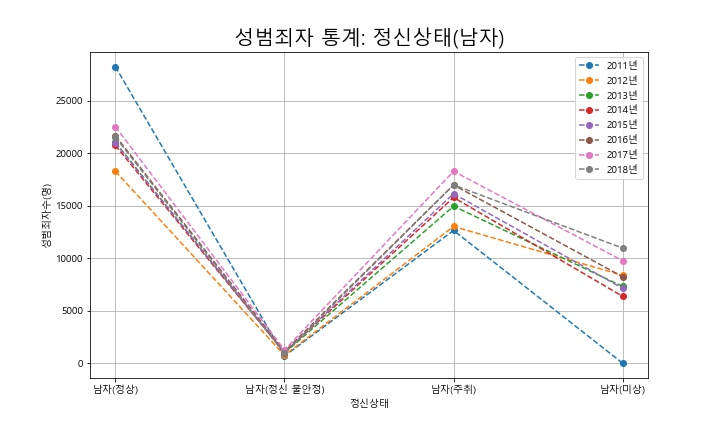 성범죄자 통계: 정신상태(남자)
2011년
2012년
2013년
2014년
2015년
2016년
2017년
2018년
성범죄자수(명)
25000
20000
15000
10000
5000
0
남자(정상) 남자(정신 불안정) 남자(주취) 남자(미상)
정신상태